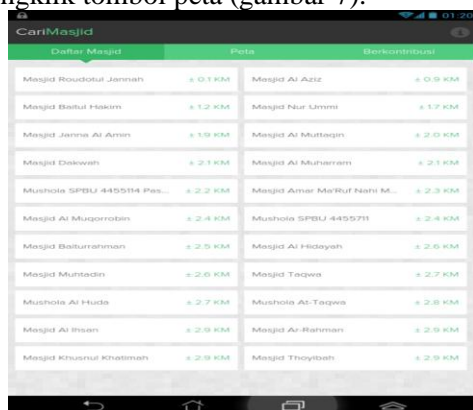 ngklik tombol peta (gambar 7).
01:20
CariMasjid
Daftar Masjid Peta Berkontribusi
Masjid Roudotul Jannah ± 0.1 KM Masjid Al Aziz ± 0.9 KM
Masjid Baitul Hakim ± 1.2 KM Masjid Nur Ummi ± 1.7 KM
Masjid Janna Al Amin ± 1.9 KM Masjid Al Muttaqin ± 2.0 KM
Masjid Dakwah ± 2.1 KM Masjid Al Muharram ± 2.1 KM
Mushola SPBU 4455114 Pas... ± 2.2 KM Masjid Amar Ma'Ruf Nahi M... ± 2.3 KM
Masjid Al Muqorrobin ± 2.4 KM Mushola SPBU 4455711 ± 2.4 KM
Masjid Baiturrahman ± 2.5 KM Masjid Al Hidayah ± 2.6 KM
Masjid Muhtadin ± 2.6 KM Masjid Taqwa ± 2.7 KM
Mushola Al Huda ± 2.7 KM Mushola At-Taqwa ± 2.8 KM
Masjid Al Ihsan ± 2.9 KM Masjid Ar-Rahman ± 2.9 KM
Masjid Khusnul Khatimah ± 2.9 KM Masjid Thoyibah ± 2.9 KM